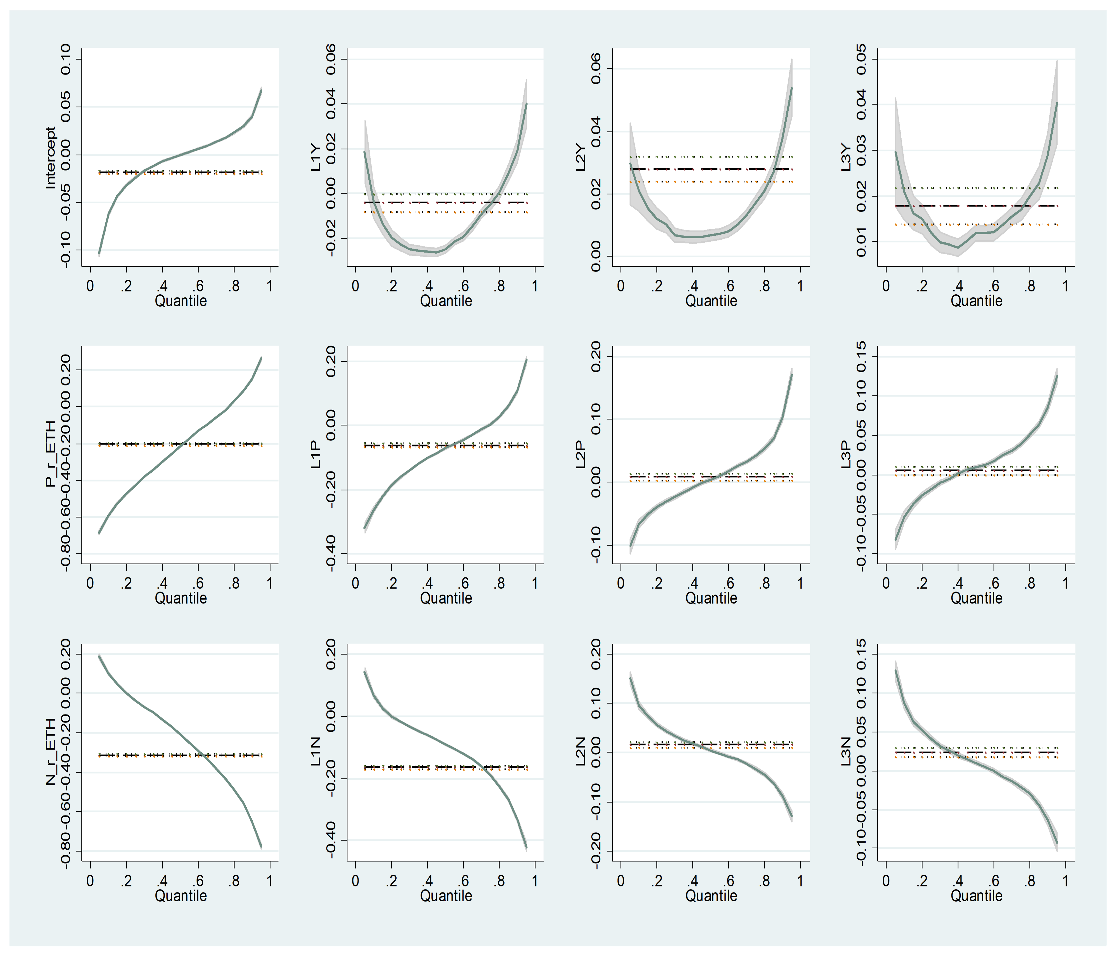 Intercept
-0.10 -0.05 0.00 0.05 0.10
0 .2 .4 .6 .8 1
Quantile
L1Y
-0.02 0.00 0.02 0.04 0.06
0 .2 .4 .6 .8 1
Quantile
L2Y
0.00 0.02 0.04 0.06
0 .2 .4 .6 .8 1
Quantile
L3Y
0.01 0.02 0.03 0.04 0.05
0 .2 .4 .6 .8 1
Quantile
P_r_ETH
-0.80 -0.60 -0.40 -0.20 0.00 0.20
0 .2 .4 .6 .8 1
Quantile
L1P
-0.40 -0.20 0.00 0.20
0 .2 .4 .6 .8 1
Quantile
L2P
-0.10 0.00 0.10 0.20
0 .2 .4 .6 .8 1
Quantile
L3P
-0.10 -0.05 0.00 0.05 0.10 0.15
0 .2 .4 .6 .8 1
Quantile
N_r_ETH
-0.80 -0.60 -0.40 -0.20 0.00 0.20
0 .2 .4 .6 .8 1
Quantile
L1N
-0.40 -0.20 0.00 0.20
0 .2 .4 .6 .8 1
Quantile
L2N
-0.20 -0.10 0.00 0.10 0.20
0 .2 .4 .6 .8 1
Quantile
L3N
-0.10 -0.05 0.00 0.05 0.10 0.15
0 .2 .4 .6 .8 1
Quantile